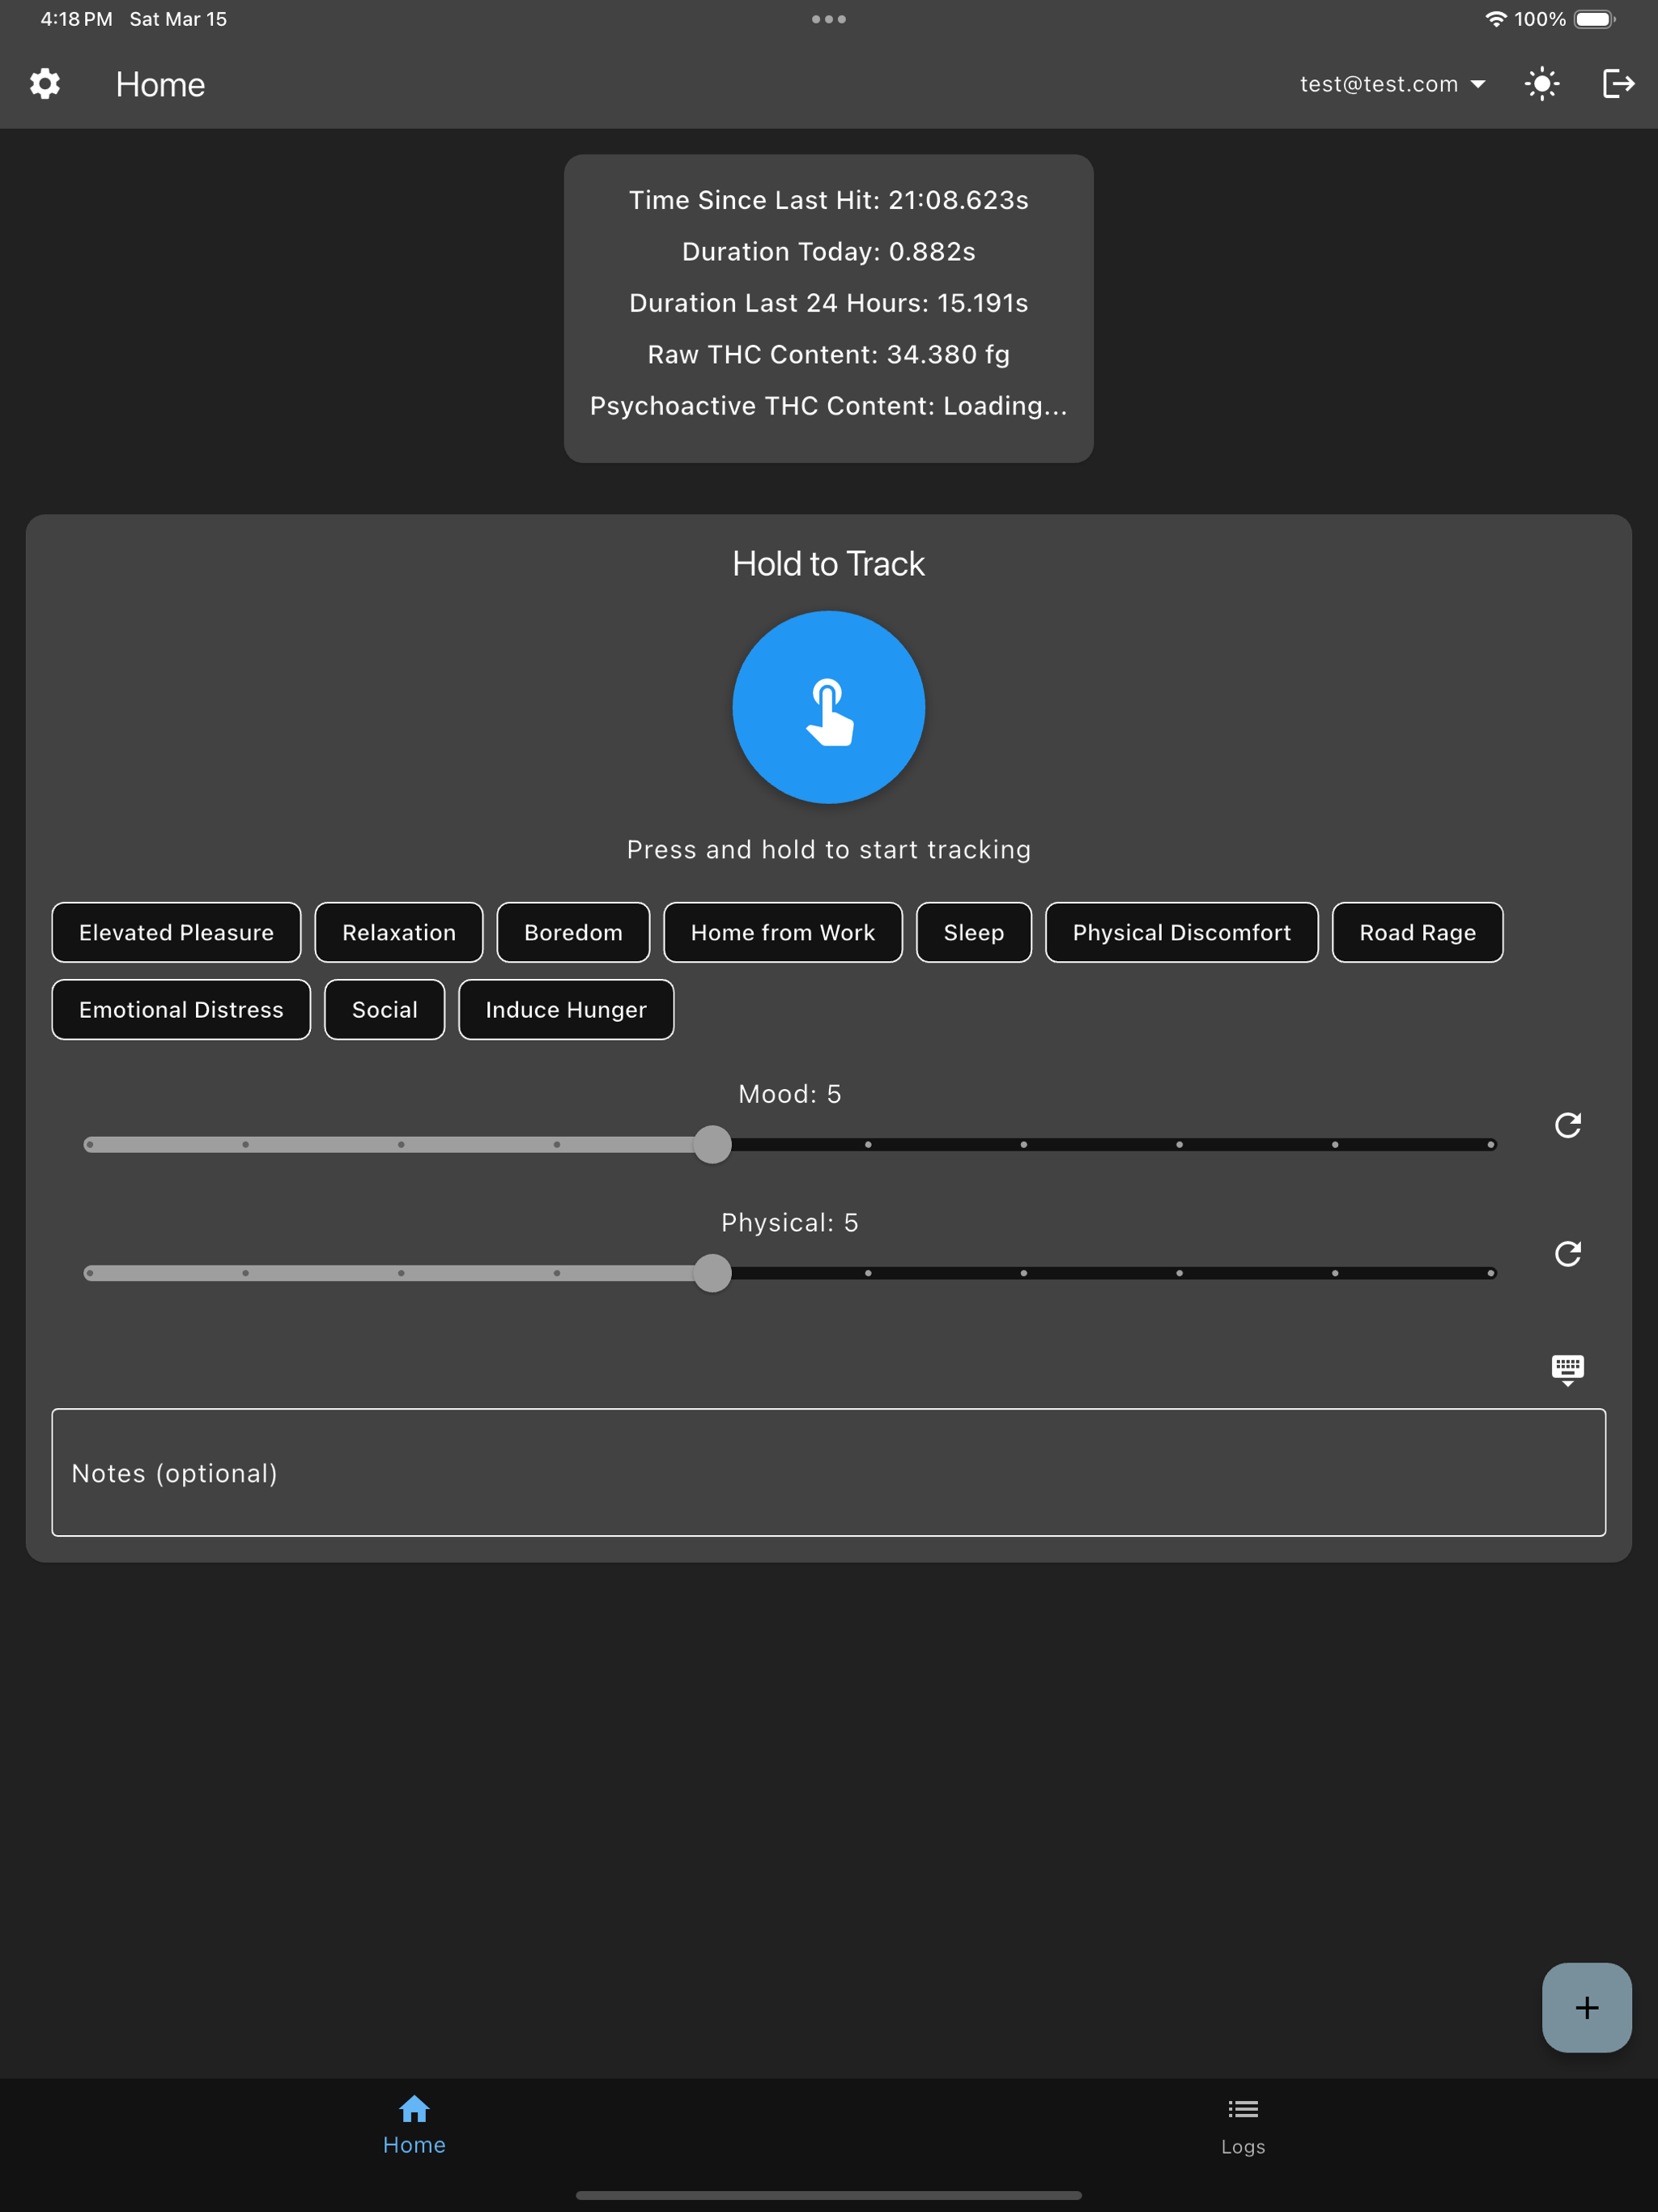 4:18 PM Sat Mar 15
100%
Home
test@test.com
Time Since Last Hit: 21:08.623s
Duration Today: 0.882s
Duration Last 24 Hours: 15.191s
Raw THC Content: 34.380 fg
Psychoactive THC Content: Loading...
Hold to Track
Press and hold to start tracking
Elevated Pleasure Relaxation Boredom Home from Work Sleep Physical Discomfort Road Rage
Emotional Distress Social Induce Hunger
Mood: 5
Physical: 5
Notes (optional)
Home Logs